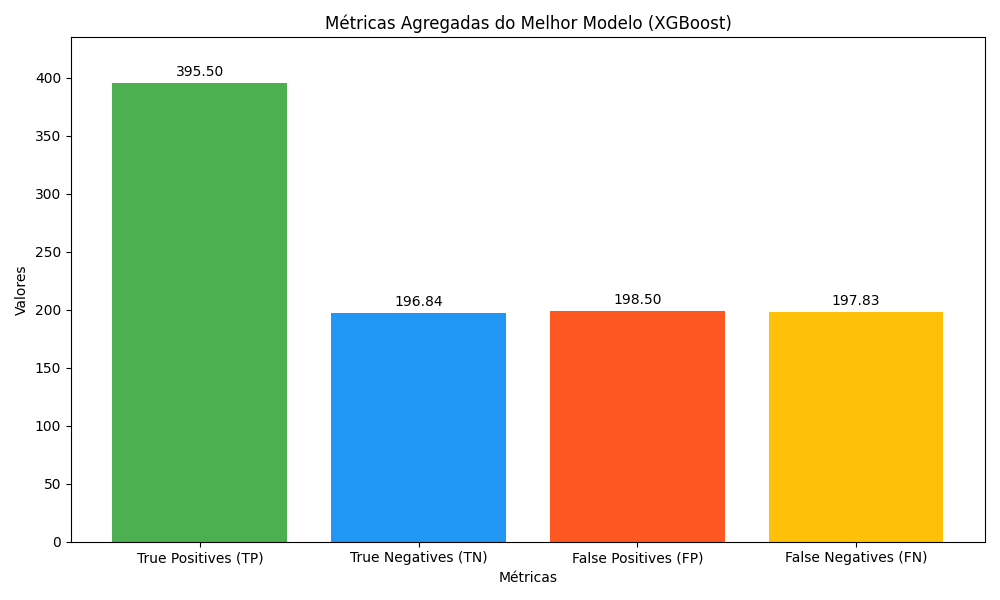 Métricas Agregadas do Melhor Modelo (XGBoost)
400
350
300
250
200
150
100
50
0
Valores
395.50
196.84
198.50
197.83
True Positives (TP)
True Negatives (TN)
False Positives (FP)
False Negatives (FN)
Métricas